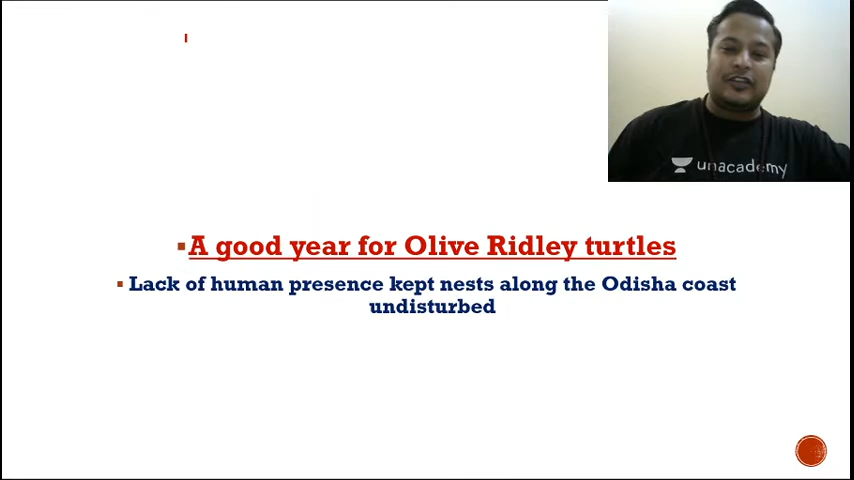 unacademy
A good year for Olive Ridley turtles
Lack of human presence kept nests along the Odisha coast
undisturbed